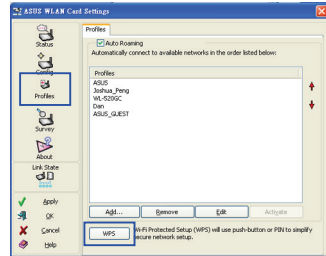 ASUS WLAN Card Settings
Status
Config
Profiles
Survey
About
Link State
Apply
OK
Cancel
Help
Profiles
Auto Roaming
Automatically connect to available networks in the order listed below:
Profiles
ASUS
Joshua_Peng
WL-520GC
Dan
ASUS_GUEST
Add...
Remove
Edit
Activate
WPS
Wi-Fi Protected Setup (WPS) will use push-button or PIN to simplify
secure network setup.